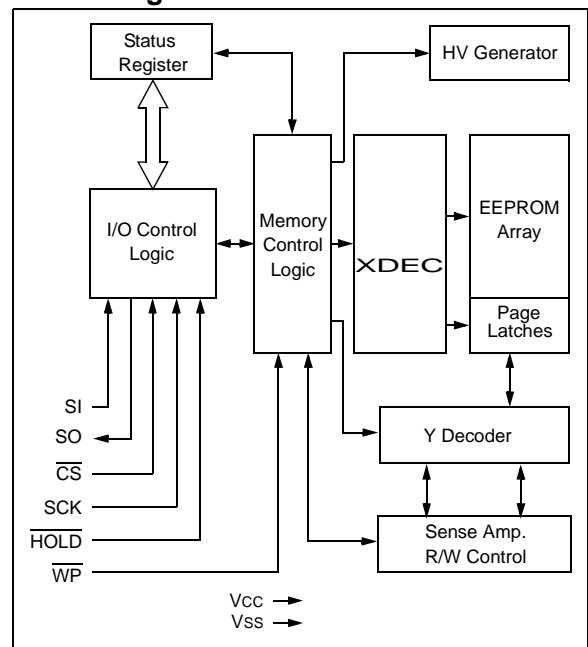 Status
Register
HV Generator
I/O Control
Logic
Memory
Control
Logic
XDEC
EEPROM
Array
Page
Latches
SI
SO
CS
SCK
HOLD
WP
Y Decoder
Sense Amp.
R/W Control
VCC
VSS